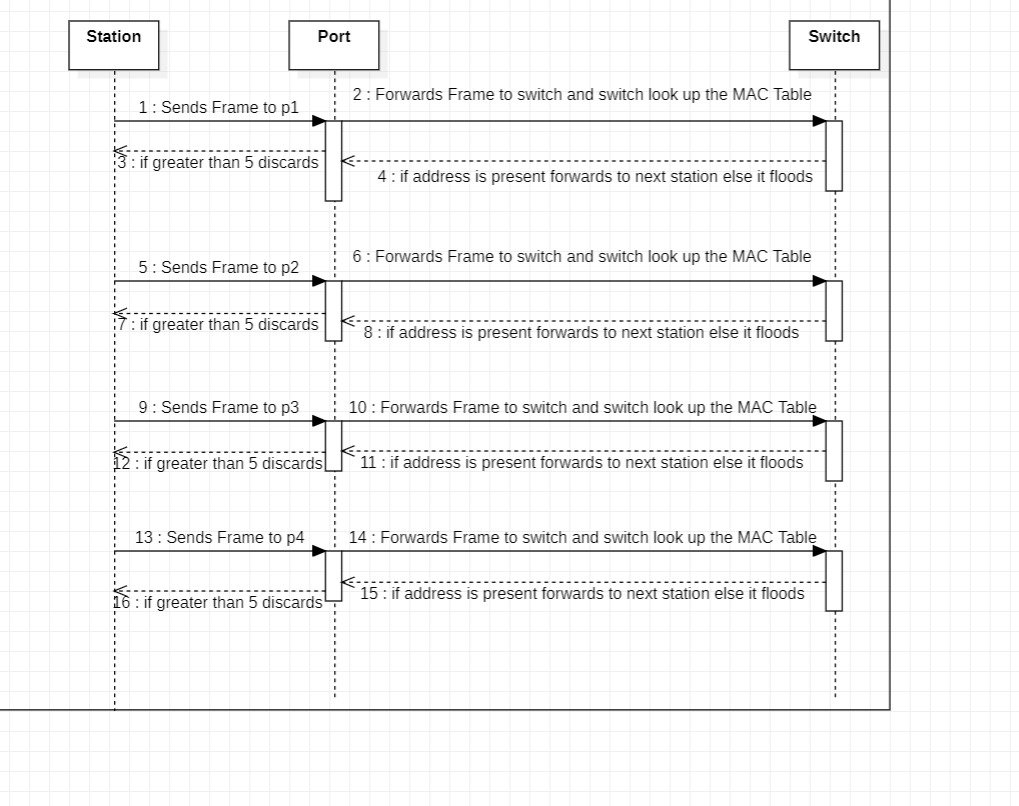 Station
Port
Switch
2 : Forwards Frame to switch and switch look up the MAC Table
1 : Sends Frame to p1
3 : if greater than 5 discards
4 : if address is present forwards to next station else it floods
6 : Forwards Frame to switch and switch look up the MAC Table
5 : Sends Frame to p2
7 : if greater than 5 discards
8 : if address is present forwards to next station else it floods
9 : Sends Frame to p3
10 : Forwards Frame to switch and switch look up the MAC Table
12 : if greater than 5 discards
11 : if address is present forwards to next station else it floods
13 : Sends Frame to p4
14 : Forwards Frame to switch and switch look up the MAC Table
16 : if greater than 5 discards
15 : if address is present forwards to next station else it floods